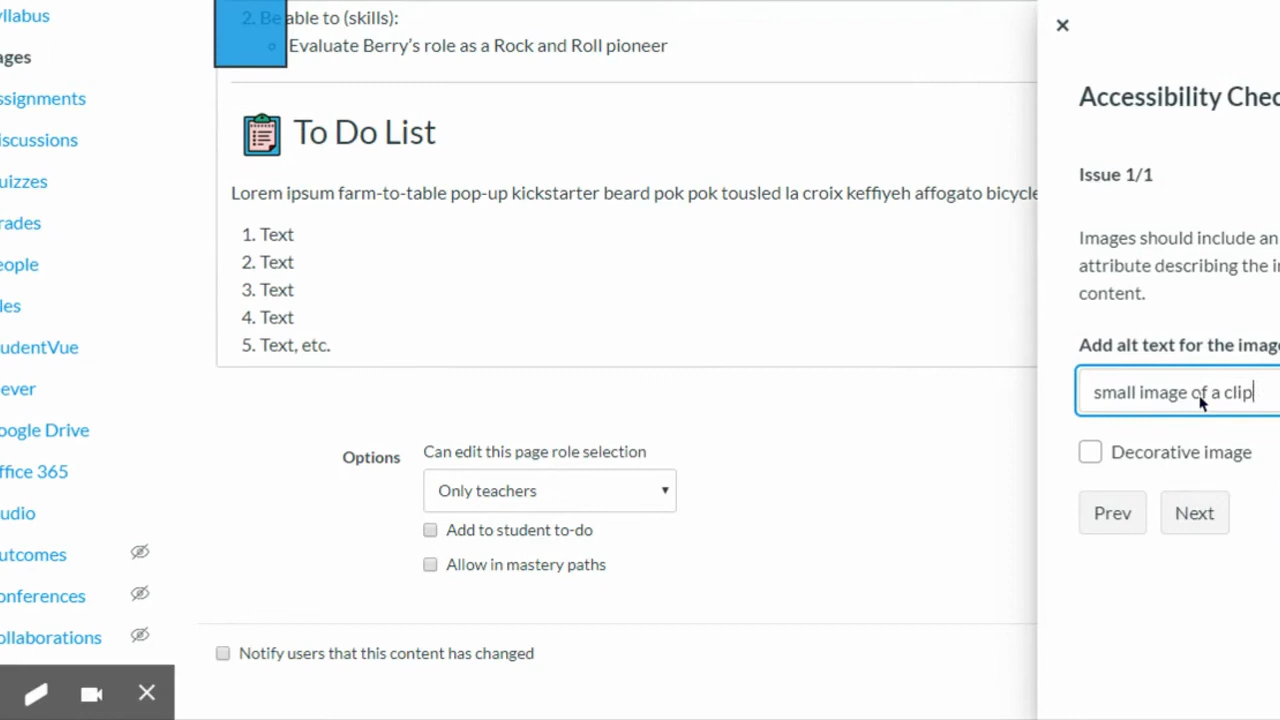 yllabus
ages
ssignments
iscussions
uizzes
rades
eople
les
udentVue
ever
oogle Drive
ffice 365
udio
utcomes
onferences
ollaborations
2. Be able to (skills):
Evaluate Berry's role as a Rock and Roll pioneer
To Do List
Lorem ipsum farm-to-table pop-up kickstarter beard pok pok tousled la croix keffiyeh affogato bicycle
1. Text
2. Text
3. Text
4. Text
5. Text, etc.
Options
Can edit this page role selection
Only teachers
Add to student to-do
Allow in mastery paths
Notify users that this content has changed
Accessibility Chec
Issue 1/1
Images should include an
attribute describing the i
content.
Add alt text for the image
small image of a clip
Decorative image
Prev
Next